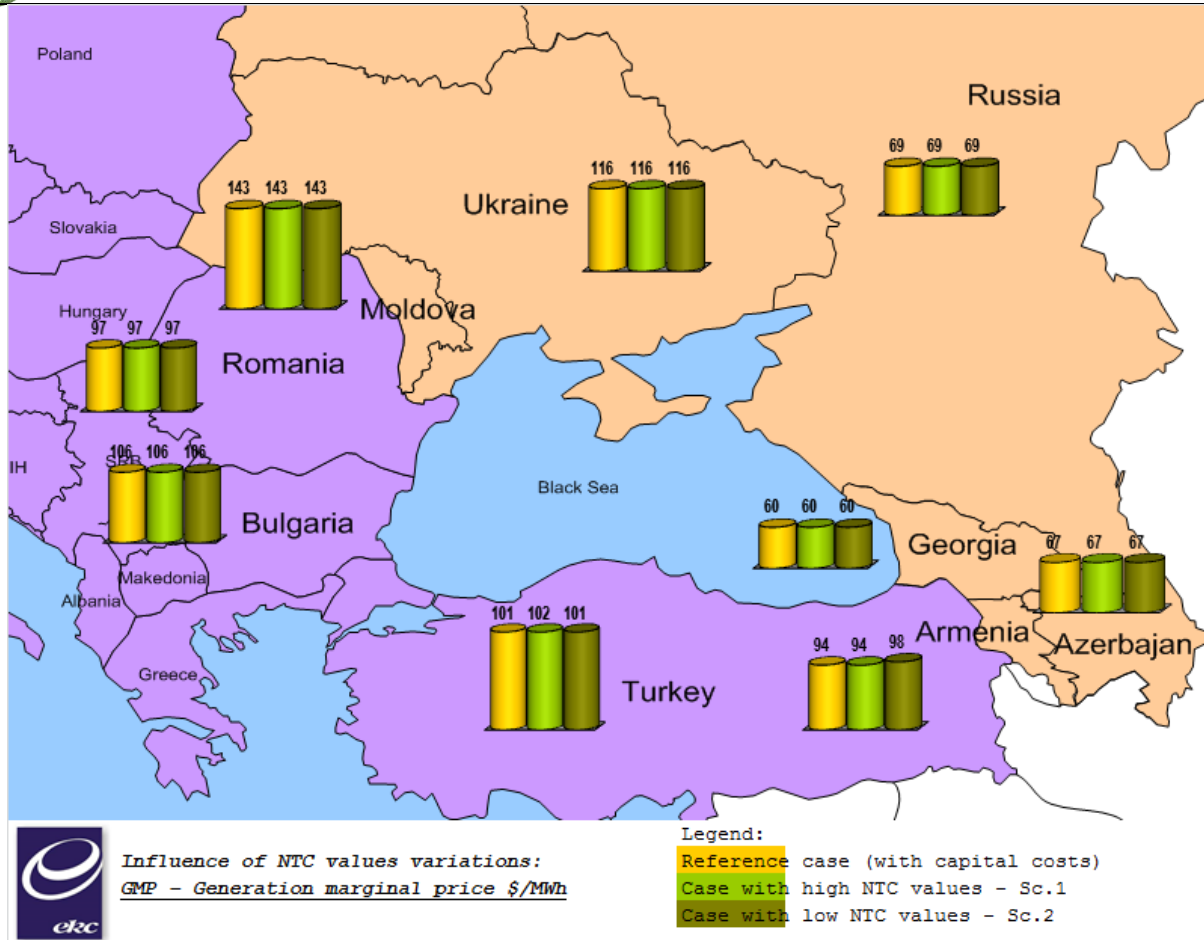 Poland
Russia
69 69 69
116 116 116
143 143 143
Ukraine
Slovakia
Moldova
Hungary
97 97 97
Romania
106 106 106
SRB
IH
Black Sea
Bulgaria
60 60 60
Georgia
67 67 67
Makedonia
Albania
101 102 101
Armenia
94 94 98
Azerbajan
Greece
Turkey
Legend:
Influence of NTC values variations:
GMP - Generation marginal price $/MWh
Reference case (with capital costs)
Case with high NTC values - Sc.1
Case with low NTC values - Sc.2
ekc